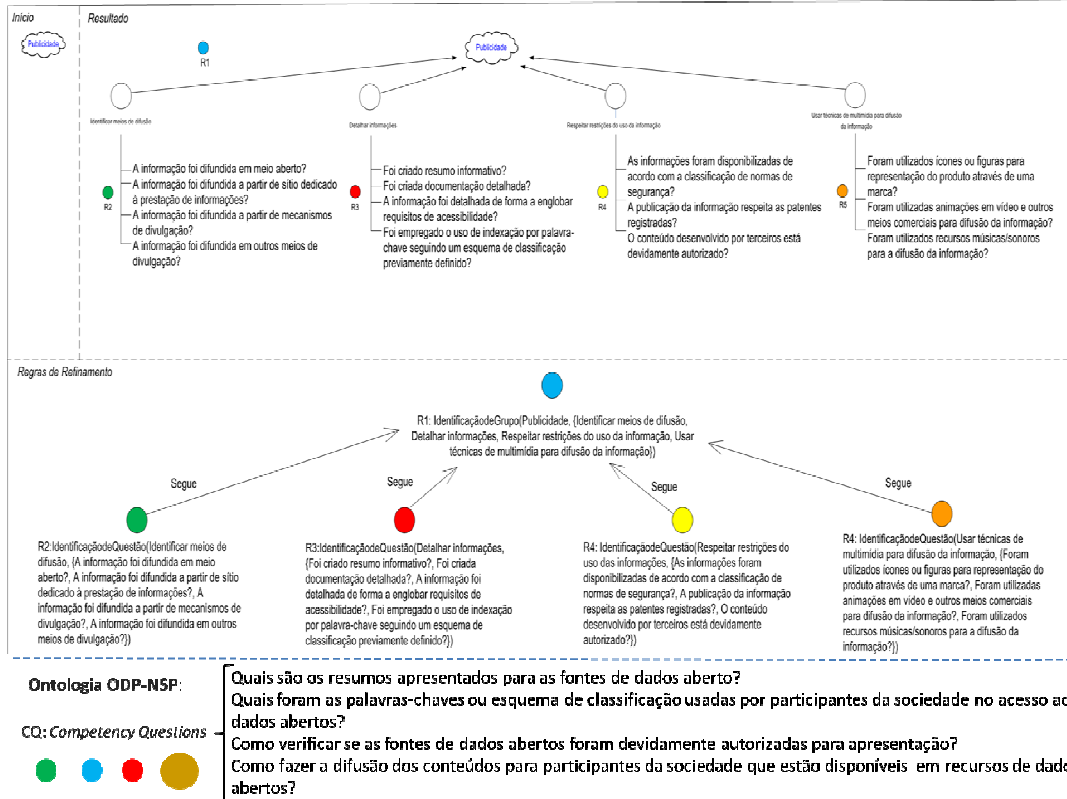 Início
Resultado
Publicidade
Publicidade
R1
Identificar meios de difusão
Detalhar informações
Respeitar restrições do uso da informação
Usar técnicas de multimídia para difusão
da informação
A informação foi difundida em meio aberto?
A informação foi difundida a partir de sítio dedicado
à prestação de informações?
A informação foi difundida a partir de mecanismos
de divulgação?
A informação foi difundida em outros meios de
divulgação?
R2
Foi criado resumo informativo?
Foi criada documentação detalhada?
A informação foi detalhada de forma a englobar
requisitos de acessibilidade?
Foi empregado o uso de indexação por palavra-
chave seguindo um esquema de classificação
previamente definido?
R3
As informações foram disponibilizadas de
acordo com a classificação de normas de
segurança?
A publicação da informação respeita as patentes
registradas?
O conteúdo desenvolvido por terceiros está
devidamente autorizado?
R4
Foram utilizados ícones ou figuras para
representação do produto através de uma
marca?
Foram utilizadas animações em vídeo e outros
meios comerciais para difusão da informação?
Foram utilizados recursos músicas/sonoros
para a difusão da informação?
R5
Regras de Refinamento
R1: IdentificaçãodeGrupo(Publicidade, {Identificar meios de difusão,
Detalhar informações, Respeitar restrições do uso da informação, Usar
técnicas de multimídia para difusão da informação})
Segue
Segue
Segue
Segue
R2:IdentificaçãodeQuestão(Identificar meios de
difusão, {A informação foi difundida em meio
aberto?, A informação foi difundida a partir de sítio
dedicado à prestação de informações?, A
informação foi difundida a partir de mecanismos de
divulgação?, A informação foi difundida em outros
meios de divulgação?})
R3:IdentificaçãodeQuestão(Detalhar informações,
{Foi criado resumo informativo?, Foi criada
documentação detalhada?, A informação foi
detalhada de forma a englobar requisitos de
acessibilidade?, Foi empregado o uso de indexação
por palavra-chave seguindo um esquema de
classificação previamente definido?})
R4: IdentificaçãodeQuestão(Respeitar restrições do
uso das informações, {As informações foram
disponibilizadas de acordo com a classificação de
normas de segurança?, A publicação da informação
respeita as patentes registradas?, O conteúdo
desenvolvido por terceiros está devidamente
autorizado?})
R4: IdentificaçãodeQuestão(Usar técnicas de
multimídia para difusão da informação, {Foram
utilizados ícones ou figuras para representação do
produto através de uma marca?, Foram utilizadas
animações em vídeo e outros meios comerciais
para difusão da informação?, Foram utilizados
recursos músicas/sonoros para a difusão da
informação?})
Ontologia ODP-NSP:
CQ: Competency Questions
Quais são os resumos apresentados para as fontes de dados aberto?
Quais foram as palavras-chaves ou esquema de classificação usadas por participantes da sociedade no acesso ao
dados abertos?
Como verificar se as fontes de dados abertos foram devidamente autorizadas para apresentação?
Como fazer a difusão dos conteúdos para participantes da sociedade que estão disponíveis em recursos de dado
abertos?